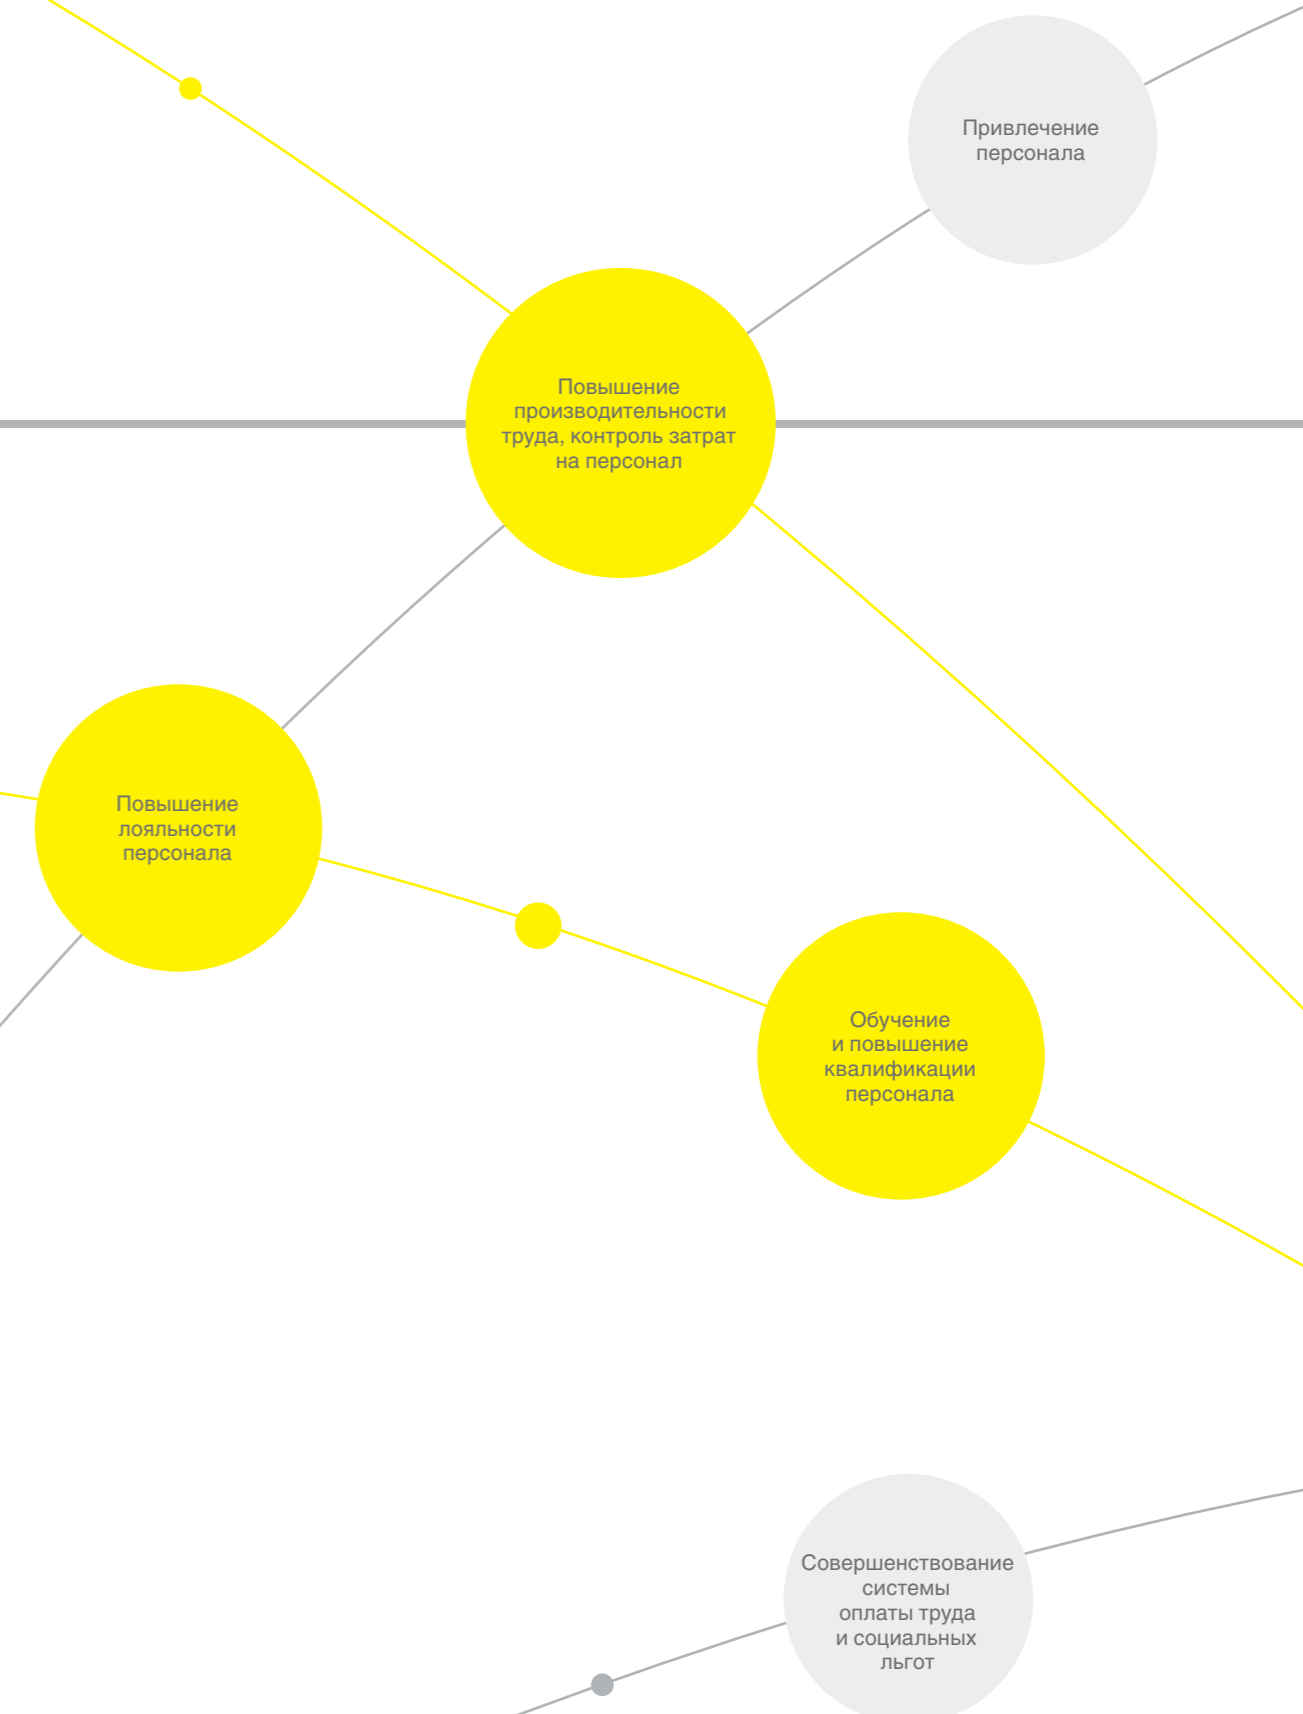 Привлечение
персонала
Повышение
производительности
труда, контроль затрат
на персонал
Повышение
лояльности
персонала
Обучение
и повышение
квалификации
персонала
Совершенствование
системы
оплаты труда
и социальных
льгот